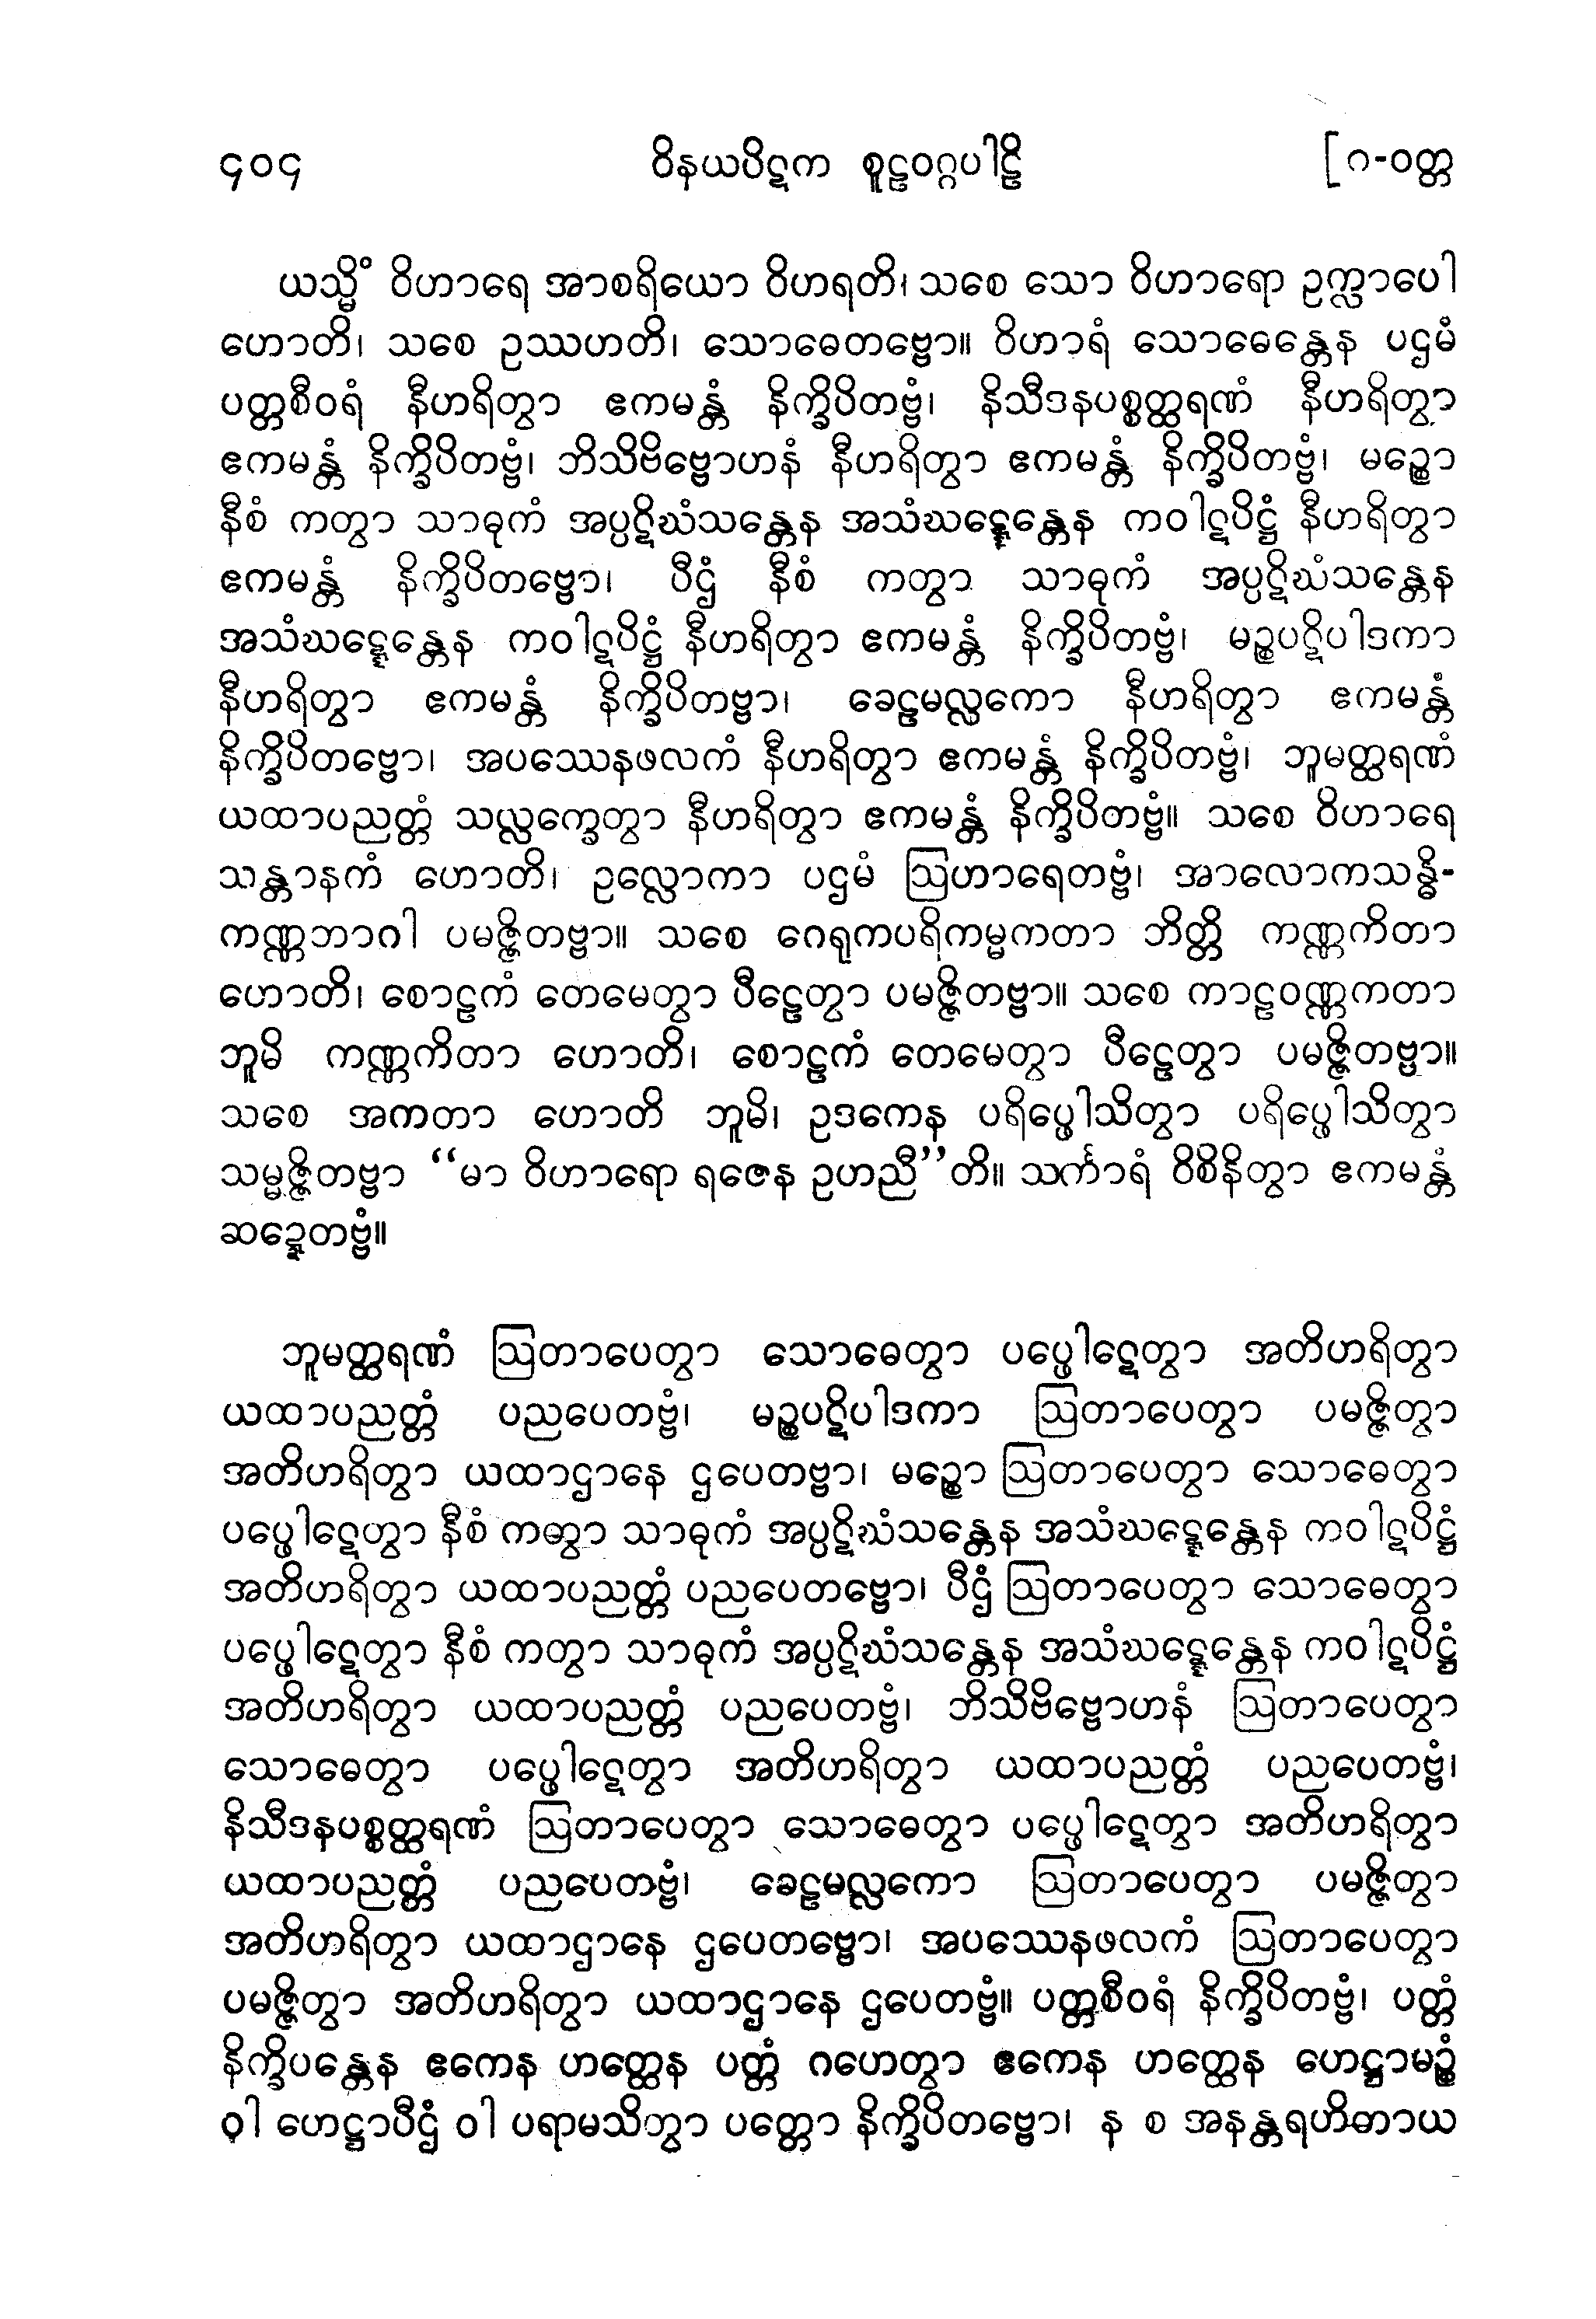 ၄၀၄ ဝိနယပိဋက စူဠဝဂ္ဂပါဠိ [ဂ-ဝတ္တ
ယသ္မိံ ဝိဟာရေ အာစရိယော ဝိဟရတိ၊ သစေ သော ဝိဟာရော ဥက္လာပေါ
ဟောတိ၊ သစေ ဥဿဟတိ၊ သောဓေတဗ္ဗော။ ဝိဟာရံ သောဓေန္တေန ပဌမံ
ပတ္တစီဝရံ နီဟရိတွာ ဧကမန္တံ နိက္ခိပိတဗ္ဗံ၊ နိသီဒနပစ္စတ္ထရဏံ နီဟရိတွာ
ဧကမန္တံ နိက္ခိပိတဗ္ဗံ၊ ဘိသိဗိဗ္ဗောဟနံ နီဟရိတွာ ဧကမန္တံ နိက္ခိပိတဗ္ဗံ၊ မဉ္စော
နီစံ ကတွာ သာဓုကံ အပ္ပဋိဃံသန္တေန အသံဃဋ္ဋေန္တေန ကဝါဋပိဋ္ဌံ နီဟရိတွာ
ဧကမန္တံ နိက္ခိပိတဗ္ဗော၊ ပီဌံ နီစံ ကတွာ သာဓုကံ အပ္ပဋိဃံသန္တေန
အသံဃဋ္ဋေန္တေန ကဝါဋပိဋ္ဌံ နီဟရိတွာ ဧကမန္တံ နိက္ခိပိတဗ္ဗံ၊ မဉ္စပဋိပါဒကာ
နီဟရိတွာ ဧကမန္တံ နိက္ခိပိတဗ္ဗာ၊ ခေဠမလ္လကော နီဟရိတွာ ဧကမန္တံ
နိက္ခိပိတဗ္ဗော၊ အပဿေနဖလကံ နီဟရိတွာ ဧကမန္တံ နိက္ခိပိတဗ္ဗံ၊ ဘူမတ္ထရဏံ
ယထာပညတ္တံ သလ္လက္ခေတွာ နီဟရိတွာ ဧကမန္တံ နိက္ခိပိတဗ္ဗံ။ သစေ ဝိဟာရေ
သန္တာနကံ ဟောတိ၊ ဥလ္လောကာ ပဌမံ ဩဟာရေတဗ္ဗံ၊ အာလောကသန္ဓိ-
ကဏ္ဏဘာဂါ ပမဇ္ဇိတဗ္ဗာ။ သစေ ဂေရုကပရိကမ္မကတာ ဘိတ္တိ ကဏ္ဏကိတာ
ဟောတိ၊ စောဠကံ တေမေတွာ ပီဠေတွာ ပမဇ္ဇိတဗ္ဗာ။ သစေ ကာဠဝဏ္ဏကတာ
ဘူမိ ကဏ္ဏကိတာ ဟောတိ၊ စောဠကံ တေမေတွာ ပီဠေတွာ ပမဇ္ဇိတဗ္ဗာ။
သစေ အကတာ ဟောတိ ဘူမိ၊ ဥဒကေန ပရိပ္ဖေါသိတွာ ပရိပ္ဖေါသိတွာ
သမ္မဇ္ဇိတဗ္ဗာ “မာ ဝိဟာရော ရဇေန ဥဟညီ”တိ။ သင်္ကာရံ ဝိစိနိတွာ ဧကမန္တံ
ဆဍ္ဍေတဗ္ဗံ။
ဘူမတ္ထရဏံ ဩတာပေတွာ သောဓေတွာ ပပ္ဖေါဋေတွာ အတိဟရိတွာ
ယထာပညတ္တံ ပညပေတဗ္ဗံ၊ မဉ္စပဋိပါဒကာ ဩတာပေတွာ ပမဇ္ဇိတွာ
အတိဟရိတွာ ယထာဌာနေ ဌပေတဗ္ဗာ၊ မဉ္စော ဩတာပေတွာ သောဓေတွာ
ပပ္ဖေါဋေတွာ နီစံ ကတွာ သာဓုကံ အပ္ပဋိဃံသန္တေန အသံဃဋ္ဋေန္တေန ကဝါဋပိဋ္ဌံ
အတိဟရိတွာ ယထာပညတ္တံ ပညပေတဗ္ဗော၊ ပီဌံ ဩတာပေတွာ သောဓေတွာ
ပပ္ဖေါဋေတွာ နီစံ ကတွာ သာဓုကံ အပ္ပဋိဃံသန္တေန အသံဃဋ္ဋေန္တေန ကဝါဋပိဋ္ဌံ
အတိဟရိတွာ ယထာပညတ္တံ ပညပေတဗ္ဗံ၊ ဘိသိဗိဗ္ဗောဟနံ ဩတာပေတွာ
သောဓေတွာ ပပ္ဖေါဋေတွာ အတိဟရိတွာ ယထာပညတ္တံ ပညပေတဗ္ဗံ၊
နိသီဒနပစ္စတ္ထရဏံ ဩတာပေတွာ သောဓေတွာ ပပ္ဖေါဋေတွာ အတိဟရိတွာ
ယထာပညတ္တံ ပညပေတဗ္ဗံ၊ ခေဠမလ္လကော ဩတာပေတွာ ပမဇ္ဇိတွာ
အတိဟရိတွာ ယထာဌာနေ ဌပေတဗ္ဗော၊ အပဿေနဖလကံ ဩတာပေတွာ
ပမဇ္ဇိတွာ အတိဟရိတွာ ယထာဌာနေ ဌပေတဗ္ဗံ။ ပတ္တစီဝရံ နိက္ခိပိတဗ္ဗံ၊ ပတ္တံ
နိက္ခိပန္တေန ဧကေန ဟတ္ထေန ပတ္တံ ဂဟေတွာ ဧကေန ဟတ္ထေန ဟေဋ္ဌာမဉ္စံ
ဝါ ဟေဋ္ဌာပီဌံ ဝါ ပရာမသိတွာ ပတ္တော နိက္ခိပိတဗ္ဗော၊ န စ အနန္တရဟိတာယ